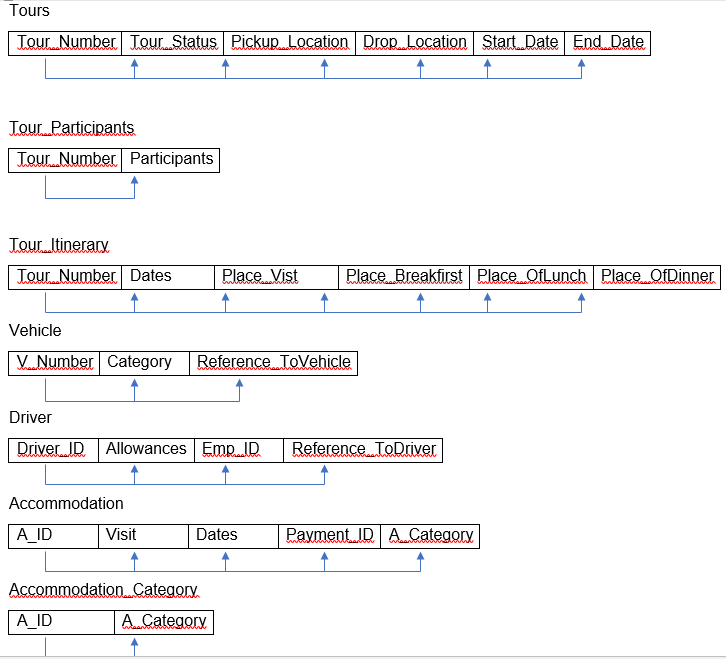 Tours
Tour_Number Tour_Status Pickup_Location Drop_Location Start_Date End_Date
Tour_Participants
Tour_Number Participants
Tour_Itinerary
Tour_Number Dates Place_Vist Place_Breakfirst Place_OfLunch Place_OfDinner
Vehicle
V_Number Category Reference_ToVehicle
Driver
Driver_ID Allowances Emp_ID Reference_ToDriver
Accommodation
A_ID Visit Dates Payment_ID A_Category
Accommodation_Category
A_ID A_Category